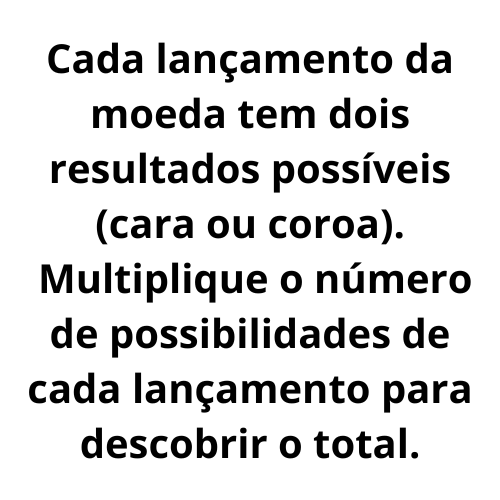 Cada lançamento da
moeda tem dois
resultados possíveis
(cara ou coroa).
Multiplique o número
de possibilidades de
cada lançamento para
descobrir o total.